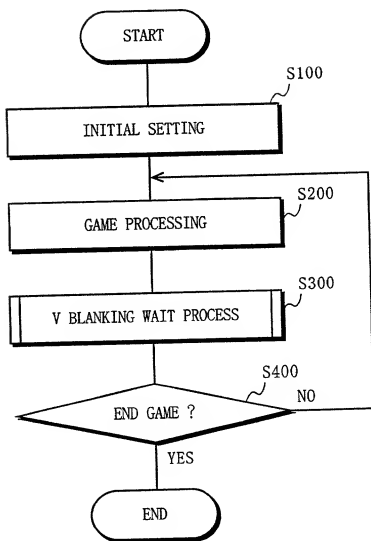 START
S100
INITIAL SETTING
S200
GAME PROCESSING
S300
V BLANKING WAIT PROCESS
S400
END GAME ?
NO
YES
END